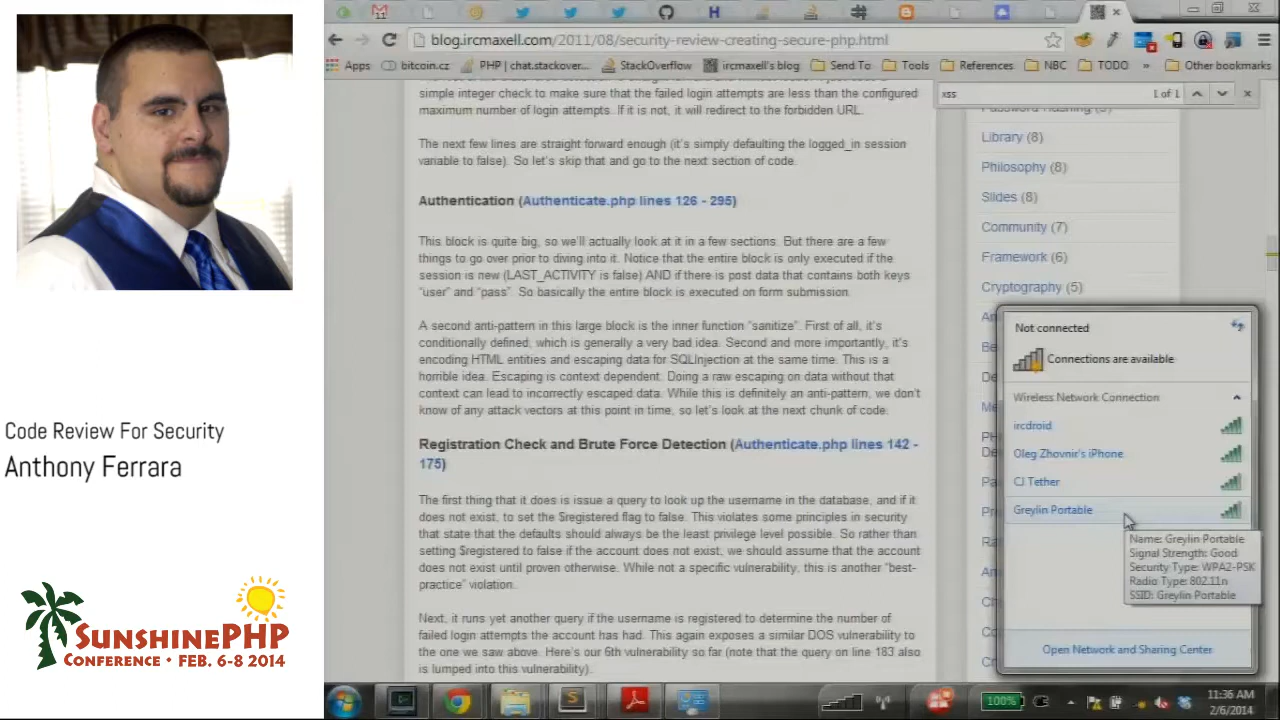 11
blog.ircmaxell.com/2011/08/security-review-creating-secure-php.html
Apps bitcoin.cz PHP | chat.stackover... StackOverflow ircmaxell's blog Send To Tools References NBC TODO » Other bookmarks
xss 1 of 1
simple integer check to make sure that the failed login attempts are less than the configured
maximum number of login attempts. If it is not, it will redirect to the forbidden URL.
The next few lines are straight forward enough (it's simply defaulting the logged_in session
variable to false). So let's skip that and go to the next section of code.
Authentication (Authenticate.php lines 126 - 295)
This block is quite big, so we'll actually look at it in a few sections. But there are a few
things to go over prior to diving into it. Notice that the entire block is only executed if the
session is new (LAST_ACTIVITY is false) AND if there is post data that contains both keys
"user" and "pass". So basically the entire block is executed on form submission.
A second anti-pattern in this large block is the inner function "sanitize". First of all, it's
conditionally defined, which is generally a very bad idea. Second and more importantly, it's
encoding HTML entities and escaping data for SQLInjection at the same time. This is a
horrible idea. Escaping is context dependent. Doing a raw escaping on data without that
context can lead to incorrectly escaped data. While this is definitely an anti-pattern, we don't
know of any attack vectors at this point in time, so let's look at the next chunk of code.
Registration Check and Brute Force Detection (Authenticate.php lines 142 -
175)
The first thing that it does is issue a query to look up the username in the database, and if it
does not exist, to set the $registered flag to false. This violates some principles in security
that state that the defaults should always be the least privilege level possible. So rather than
setting $registered to false if the account does not exist, we should assume that the account
does not exist until proven otherwise. While not a specific vulnerability, this is another "best-
practice" violation.
Next, it runs yet another query if the username is registered to determine the number of
failed login attempts the account has had. This again exposes a similar DOS vulnerability to
the one we saw above. Here's our 6th vulnerability so far (note that the query on line 183 also
is lumped into this vulnerability).
Library (8)
Philosophy (8)
Slides (8)
Community (7)
Framework (6)
Cryptography (5)
Not connected
Connections are available
Wireless Network Connection
ircdroid
Oleg Zhovnir's iPhone
CJ Tether
Greylin Portable
Name: Greylin Portable
Signal Strength: Good
Security Type: WPA2-PSK
Radio Type: 802.11n
SSID: Greylin Portable
Open Network and Sharing Center
100%
11:36 AM
2/6/2014
Code Review For Security
Anthony Ferrara
SUNSHINEPHP
CONFERENCE • FEB. 6-8 2014